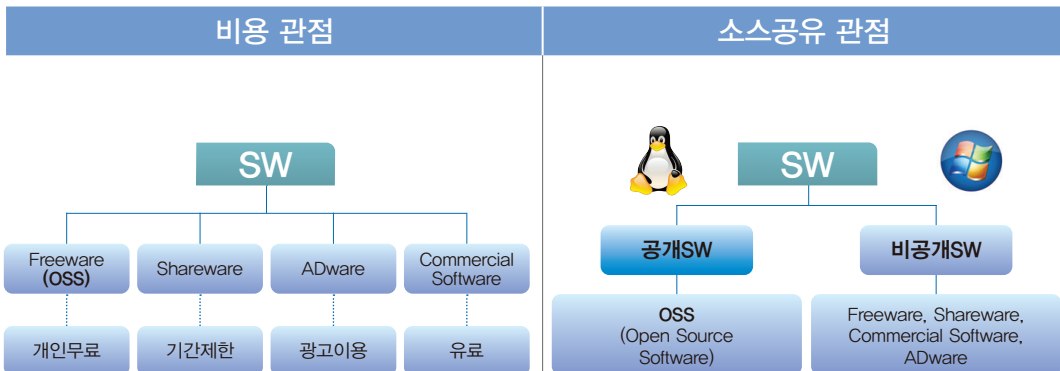 비용 관점
소스공유 관점
SW
Freeware
(OSS)
Shareware
ADware
Commercial
Software
개인무료
기간제한
광고이용
유료
SW
공개SW
비공개SW
OSS
(Open Source
Software)
Freeware, Shareware,
Commercial Software,
ADware